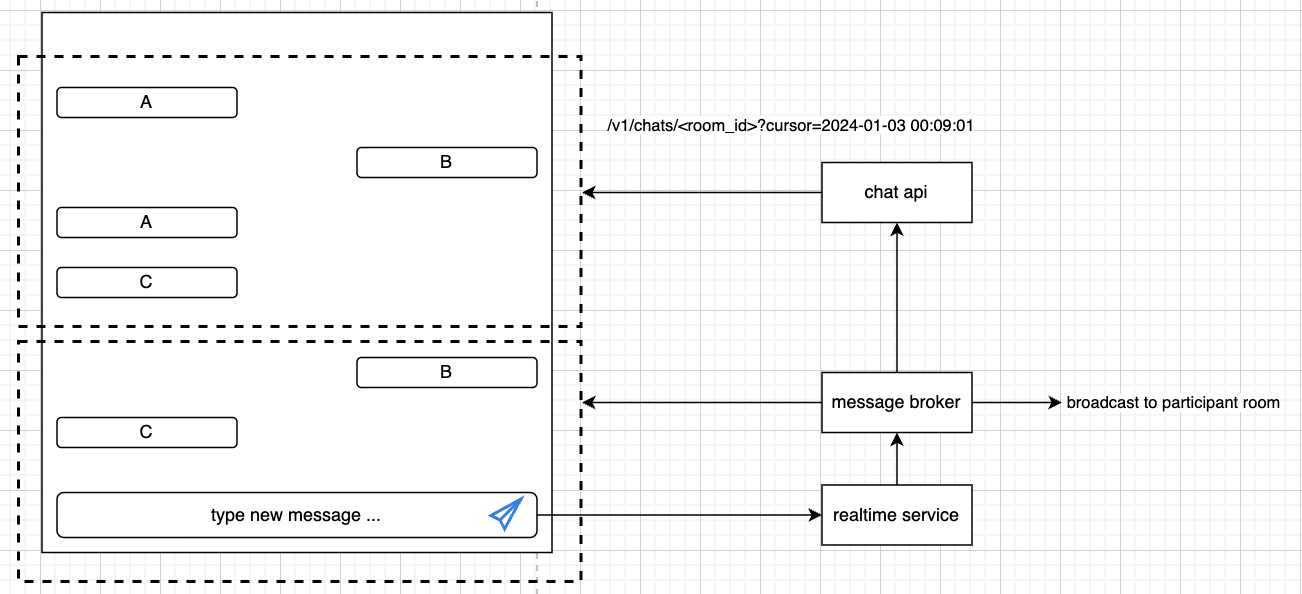 A
/v1/chats/<room_id>?cursor=2024-01-03 00:09:01
B
chat api
A
C
B
message broker
broadcast to participant room
C
type new message ...
realtime service